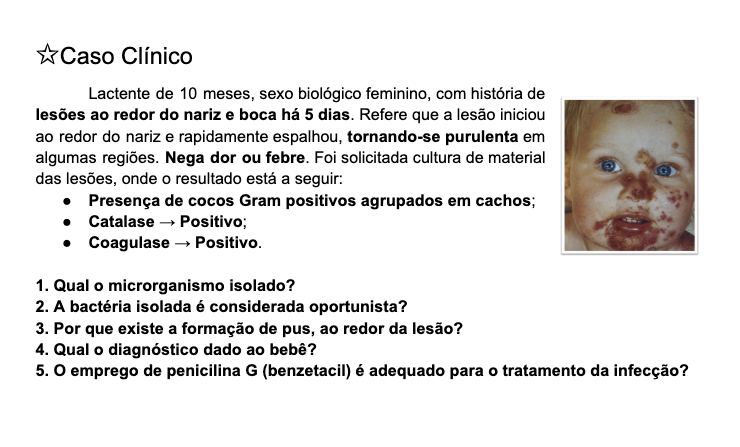 ☆Caso Clínico
Lactente de 10 meses, sexo biológico feminino, com história de
lesões ao redor do nariz e boca há 5 dias. Refere que a lesão iniciou
ao redor do nariz e rapidamente espalhou, tornando-se purulenta em
algumas regiões. Nega dor ou febre. Foi solicitada cultura de material
das lesões, onde o resultado está a seguir:
● Presença de cocos Gram positivos agrupados em cachos;
● Catalase → Positivo;
● Coagulase → Positivo.
1. Qual o microrganismo isolado?
2. A bactéria isolada é considerada oportunista?
3. Por que existe a formação de pus, ao redor da lesão?
4. Qual o diagnóstico dado ao bebê?
5. O emprego de penicilina G (benzetacil) é adequado para o tratamento da infecção?